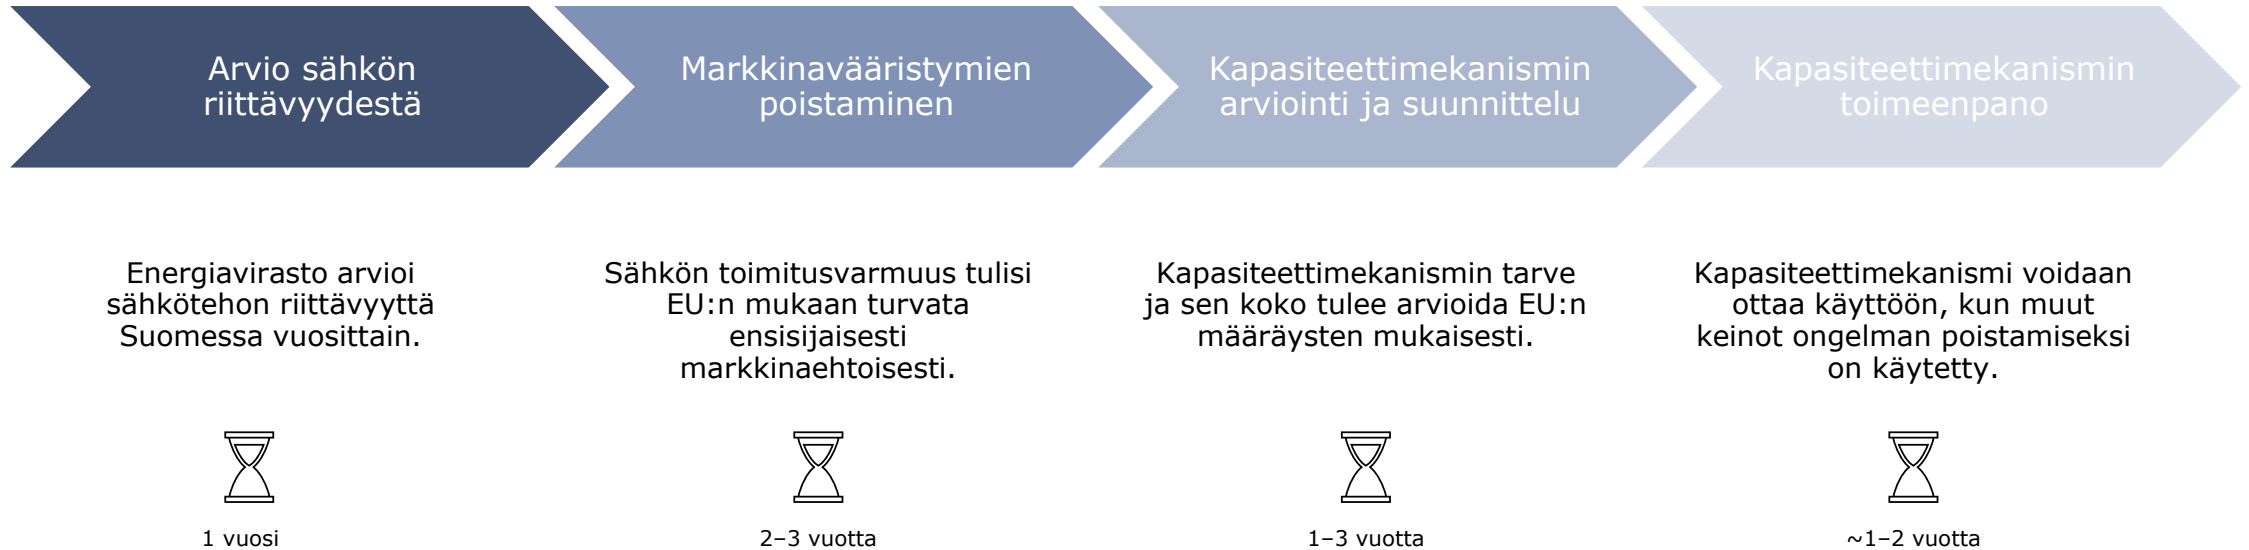 Arvio sähkön
riittävyydestä
Markkinavääristymien
poistaminen
Kapasiteettimekanismin
arviointi ja suunnittelu
Kapasiteettimekanismin
toimeenpano
Energiavirasto arvioi
sähkötehon riittävyyttä
Suomessa vuosittain.
Sähkön toimitusvarmuus tulisi
EU:n mukaan turvata
ensisijaisesti
markkinaehtoisesti.
Kapasiteettimekanismin tarve
ja sen koko tulee arvioida EU:n
määräysten mukaisesti.
Kapasiteettimekanismi voidaan
ottaa käyttöön, kun muut
keinot ongelman poistamiseksi
on käytetty.
1 vuosi
2–3 vuotta
1–3 vuotta
~1–2 vuotta